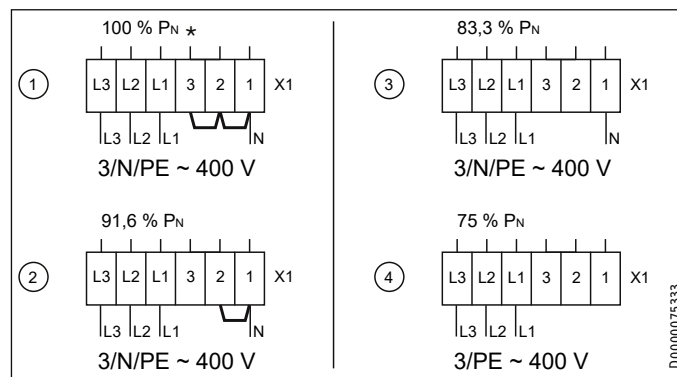 100 % PN *
1
L3 L2 L1 3 2 1 X1
L3 L2 L1 N
3/N/PE ~ 400 V
91,6 % PN
2
L3 L2 L1 3 2 1 X1
L3 L2 L1 N
3/N/PE ~ 400 V
83,3 % PN
3
L3 L2 L1 3 2 1 X1
L3 L2 L1 N
3/N/PE ~ 400 V
75 % PN
4
L3 L2 L1 3 2 1 X1
L3 L2 L1
3/PE ~ 400 V
D0000075333